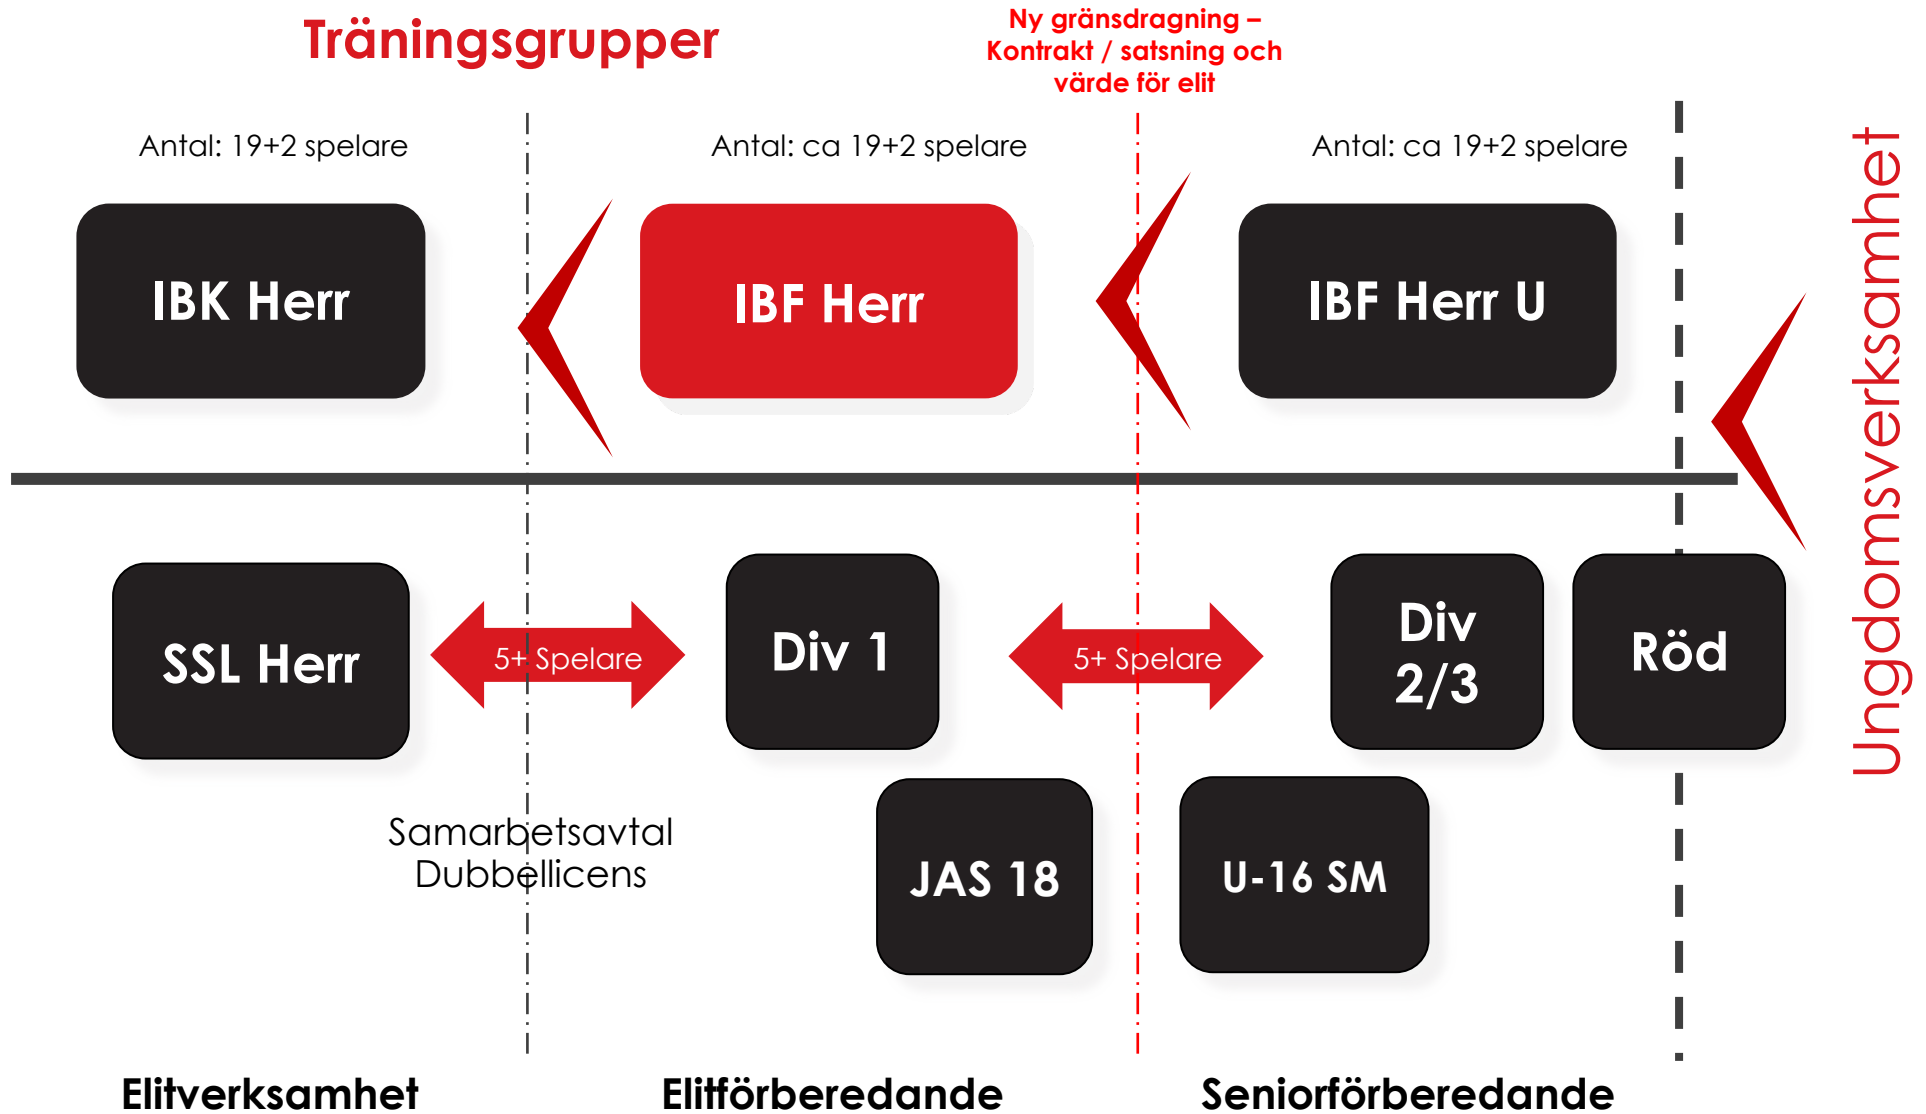 Träningsgrupper
Ny gränsdragning –
Kontrakt / satsning och
värde för elit
Antal: 19+2 spelare
Antal: ca 19+2 spelare
Antal: ca 19+2 spelare
IBK Herr
IBF Herr
IBF Herr U
Ungdomsverksamhet
SSL Herr
5+ Spelare
Div 1
5+ Spelare
Div
2/3
Röd
Samarbetsavtal
Dubbellicens
JAS 18
U-16 SM
Elitverksamhet
Elitförberedande
Seniorförberedande